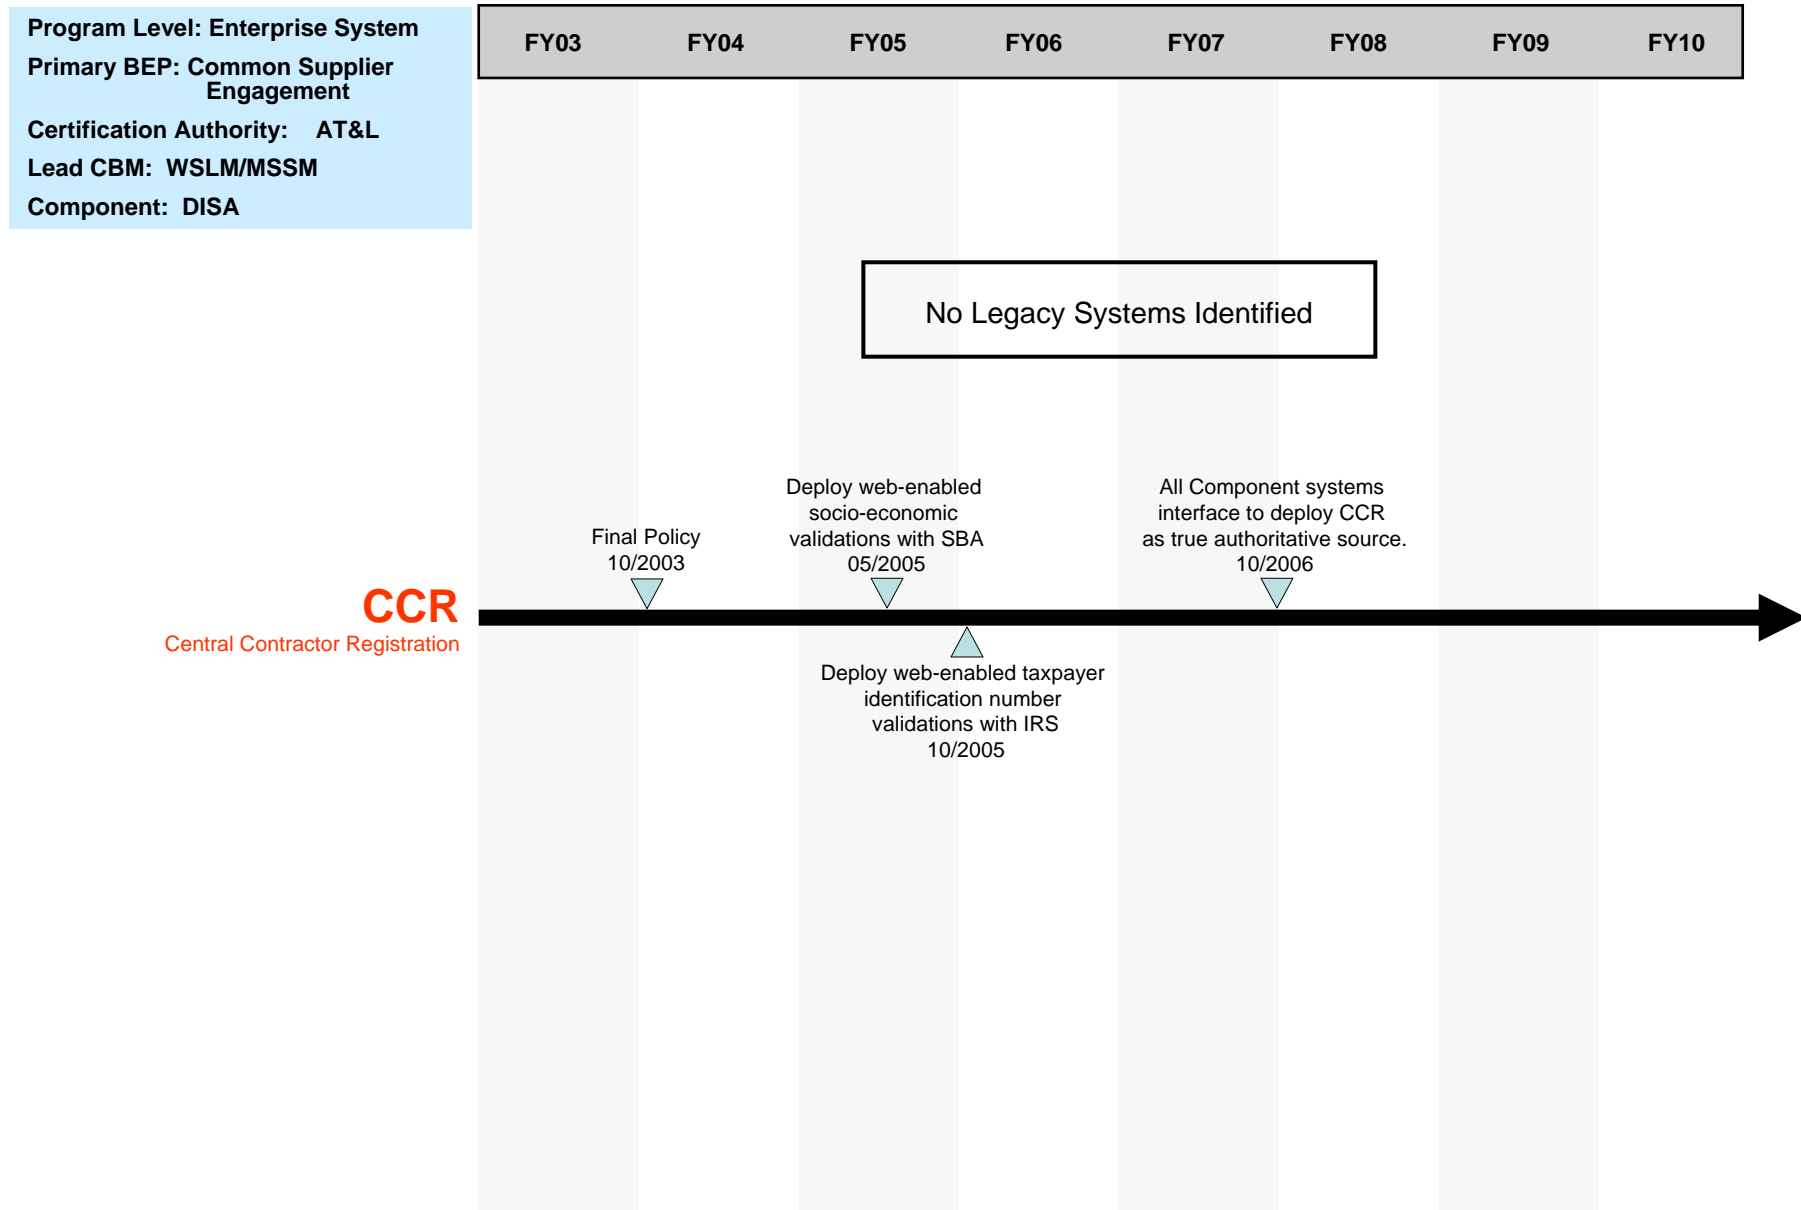 Program Level: Enterprise System
Primary BEP: Common Supplier
Engagement
Certification Authority: AT&L
Lead CBM: WSLM/MSSM
Component: DISA
FY03 FY04 FY05 FY06 FY07 FY08 FY09 FY10
No Legacy Systems Identified
Final Policy
10/2003
Deploy web-enabled
socio-economic
validations with SBA
05/2005
All Component systems
interface to deploy CCR
as true authoritative source.
10/2006
CCR
Central Contractor Registration
Deploy web-enabled taxpayer
identification number
validations with IRS
10/2005